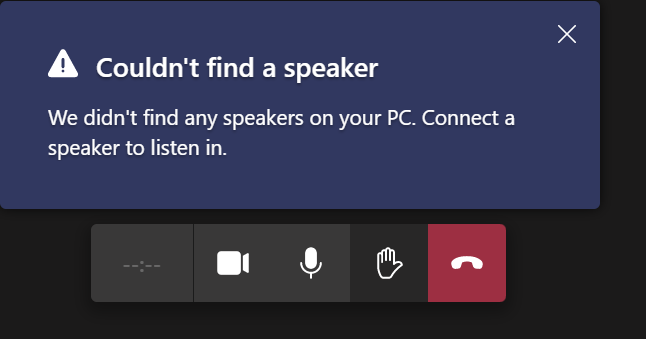 Couldn't find a speaker
We didn't find any speakers on your PC. Connect a
speaker to listen in.
--:--